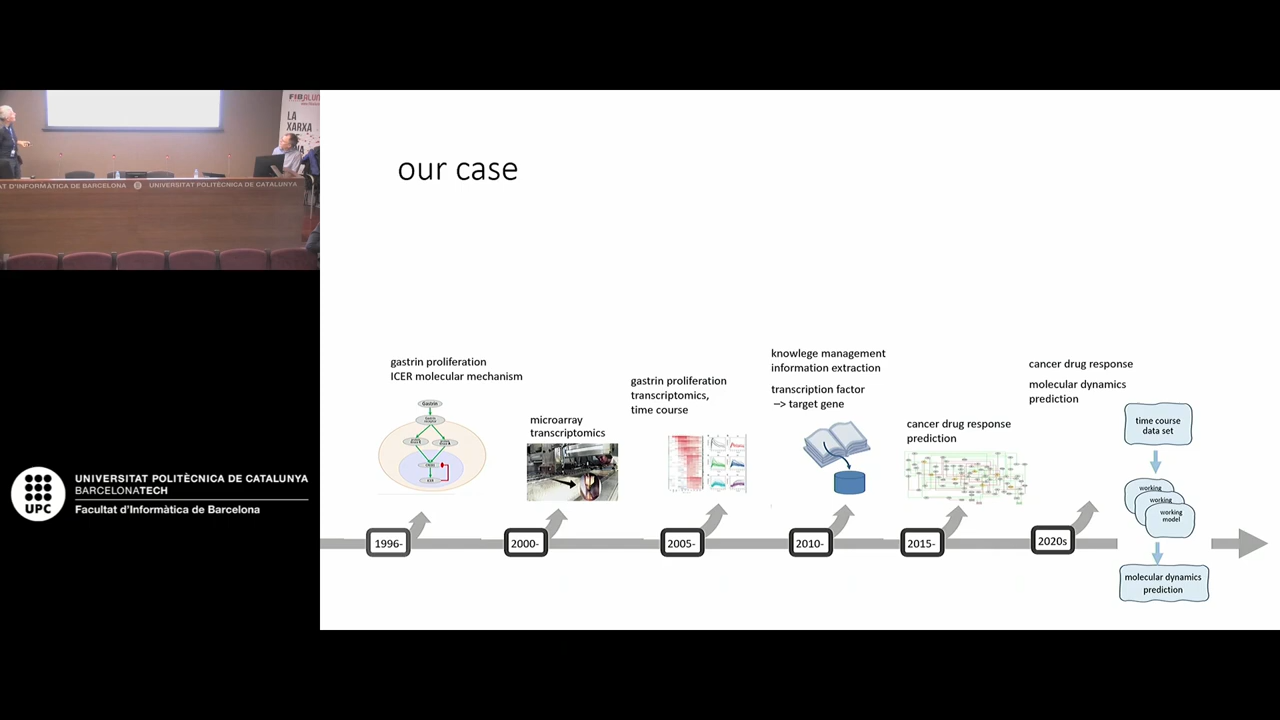 FIBALUM
LA
XARXA
AT D'INFORMÀTICA DE BARCELONA
UNIVERSITAT POLITÈCNICA DE CATALUNYA
UPC
UNIVERSITAT POLITÈCNICA DE CATALUNYA
BARCELONATECH
Facultat d'Informàtica de Barcelona
our case
gastrin proliferation
ICER molecular mechanism
Gastrin
microarray
transcriptomics
gastrin proliferation
transcriptomics,
time course
knowlege management
information extraction
transcription factor
–> target gene
cancer drug response
prediction
cancer drug response
molecular dynamics
prediction
time course
data set
working
working
working
model
molecular dynamics
prediction
1996-
2000-
2005-
2010-
2015-
2020s